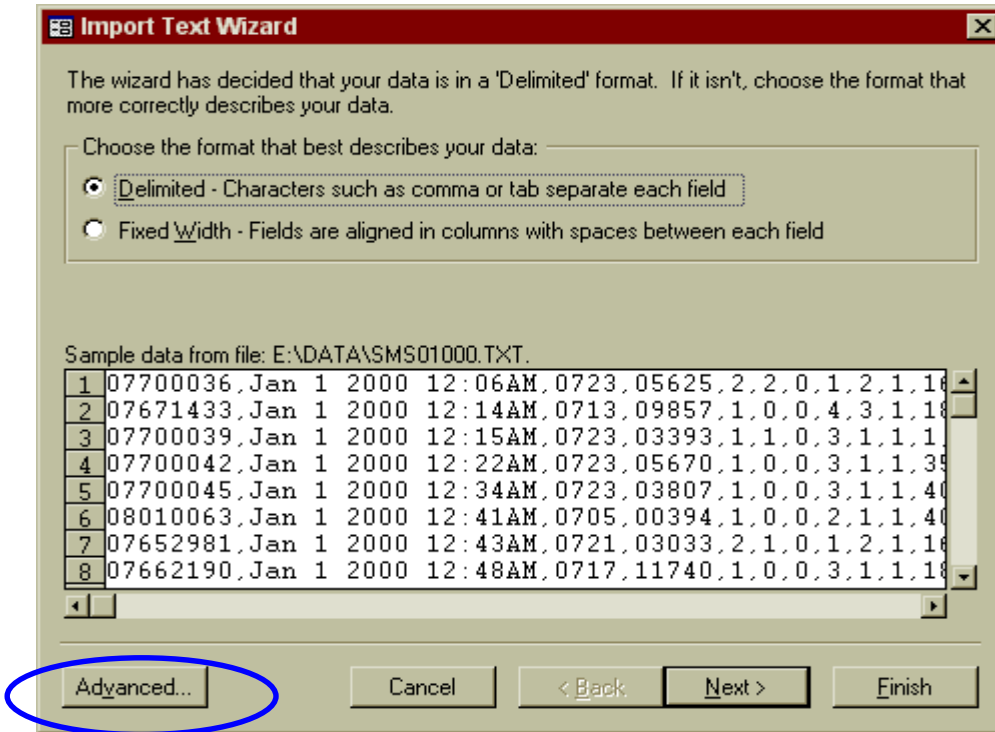 Import Text Wizard
The wizard has decided that your data is in a 'Delimited' format. If it isn't, choose the format that
more correctly describes your data.
Choose the format that best describes your data:
Delimited - Characters such as comma or tab separate each field
Fixed Width - Fields are aligned in columns with spaces between each field
Sample data from file: E:\DATA\SMS01000.TXT.
1 07700036,Jan 1 2000 12:06AM,0723,05625,2,2,0,1,2,1,16
2 07671433,Jan 1 2000 12:14AM,0713,09857,1,0,0,4,3,1,18
3 07700039,Jan 1 2000 12:15AM,0723,03393,1,1,0,3,1,1,1,
4 07700042,Jan 1 2000 12:22AM,0723,05670,1,0,0,3,1,1,35
5 07700045,Jan 1 2000 12:34AM,0723,03807,1,0,0,3,1,1,40
6 08010063,Jan 1 2000 12:41AM,0705,00394,1,0,0,2,1,1,40
7 07652981,Jan 1 2000 12:43AM,0721,03033,2,1,0,1,2,1,16
8 07662190,Jan 1 2000 12:48AM,0717,11740,1,0,0,3,1,1,18
Advanced... Cancel < Back Next > Finish